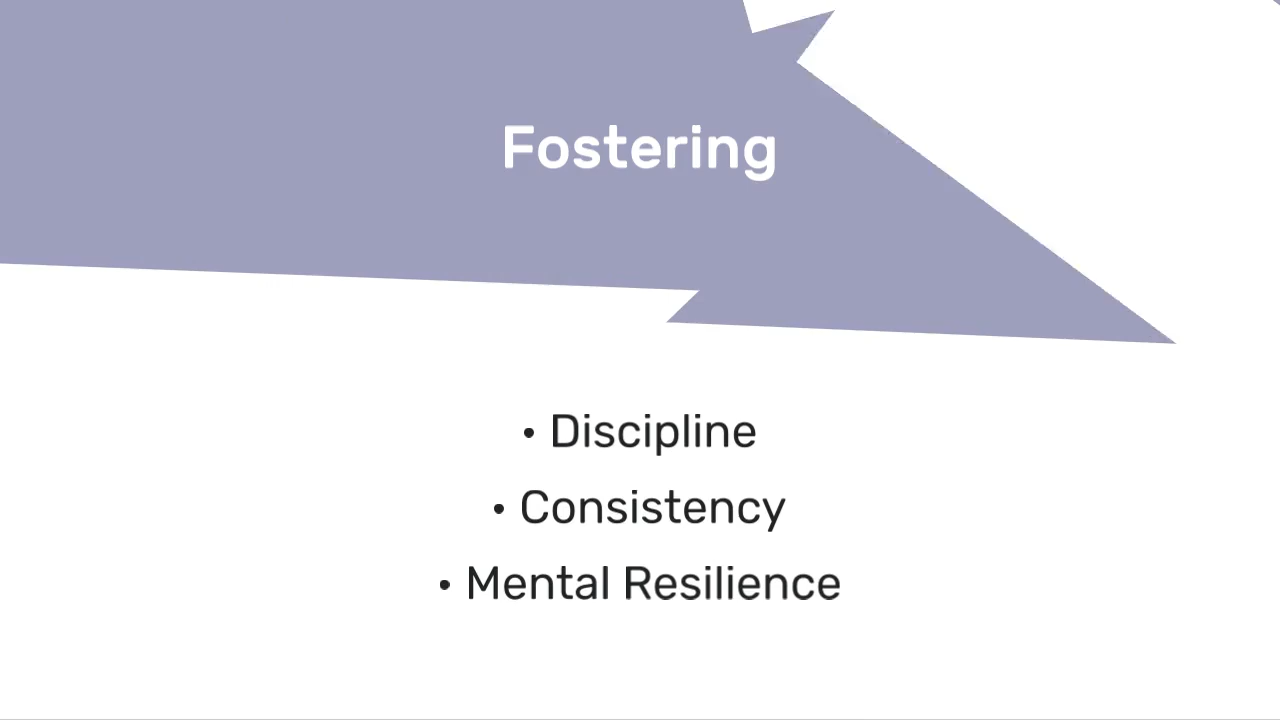 Fostering
• Discipline
• Consistency
• Mental Resilience